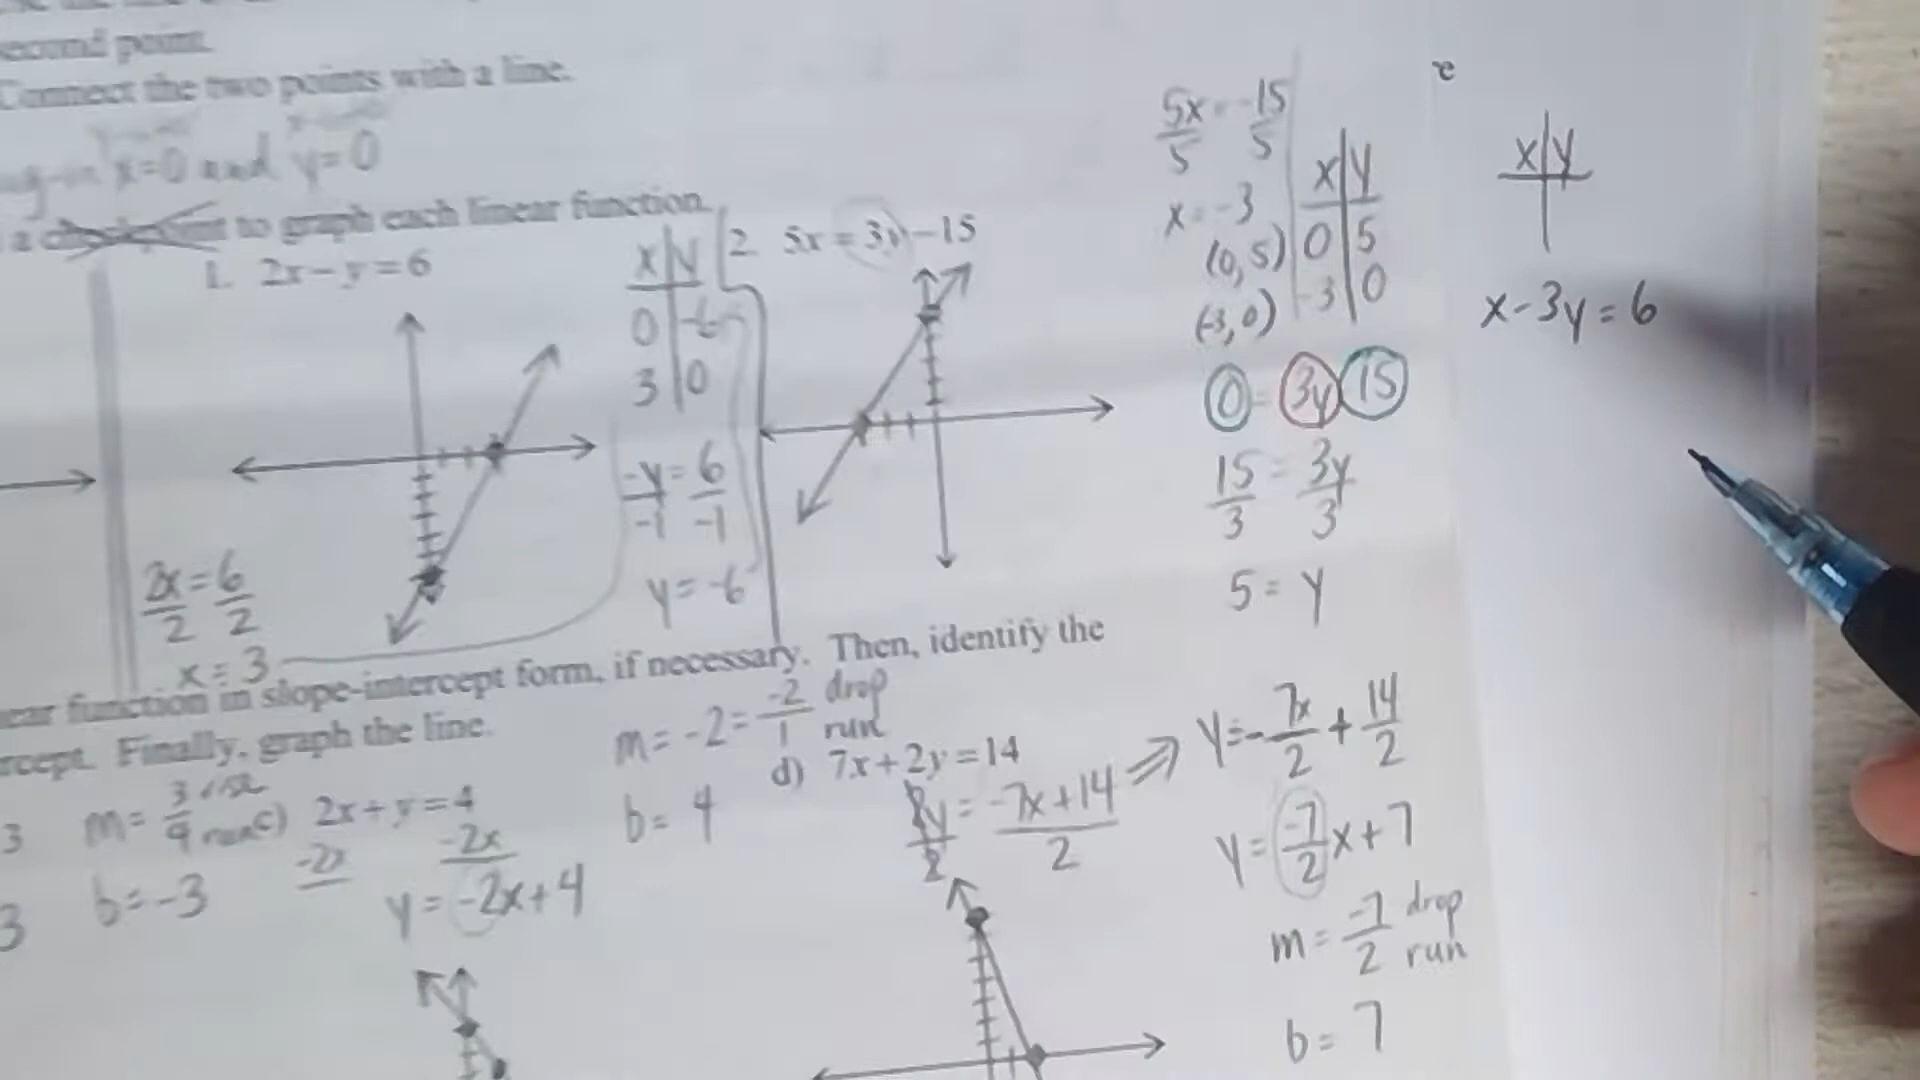 second point.
Connect the two points with a line.
x=0 and y=0
a checkpoint to graph each linear function.
1. 2x-y=6
x y
0 -6
3 0
-y = 6
-1 -1
y = -6
2x = 6
2 2
x = 3
2. 5x = 3y -15
5x = -15
5 5
x = -3
(0, 5)
(-3, 0)
x y
0 5
-3 0
0 = 3y 15
15 = 3y
3 3
5 = y
e
x y
x - 3y = 6
function in slope-intercept form, if necessary. Then, identify the
Finally, graph the line.
3
3
m = 3 rise
9 run
b = -3
c) 2x+y=4
-2x -2x
y = -2x+4
m = -2 = -2 drop
1 run
b = 4
d) 7x+2y=14
2y = -7x+14
2 2
⇒ y = - 7x + 14
2 2
y = -7 x + 7
2
m = -7 drop
2 run
b = 7